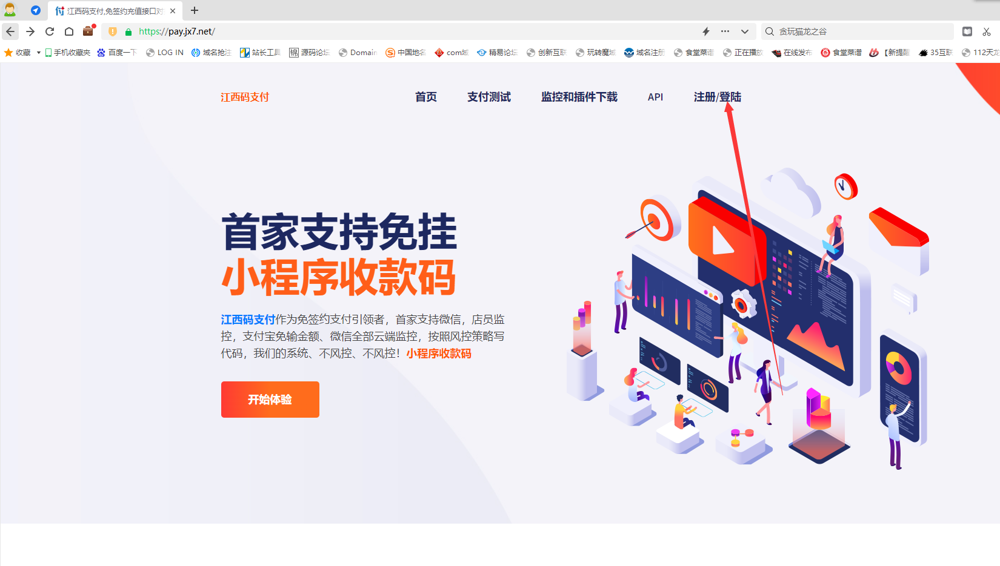 江西码支付,免签约充值接口对
https://pay.jx7.net/
贪玩猫龙之谷
收藏
手机收藏夹
百度一下
LOG IN
域名抢注
站长工具
源码论坛
Domain
中国地名
com域
精易论坛
创新互联
玩转魔域
域名注册
食堂菜谱
正在播放
在线发布
食堂菜谱
【新提醒
35互联
112天龙
江西码支付
首页
支付测试
监控和插件下载
API
注册/登陆
首家支持免挂
小程序收款码
江西码支付作为免签约支付引领者，首家支持微信，店员监
控，支付宝免输金额、微信全部云端监控，按照风控策略写
代码，我们的系统、不风控、不风控！小程序收款码
开始体验